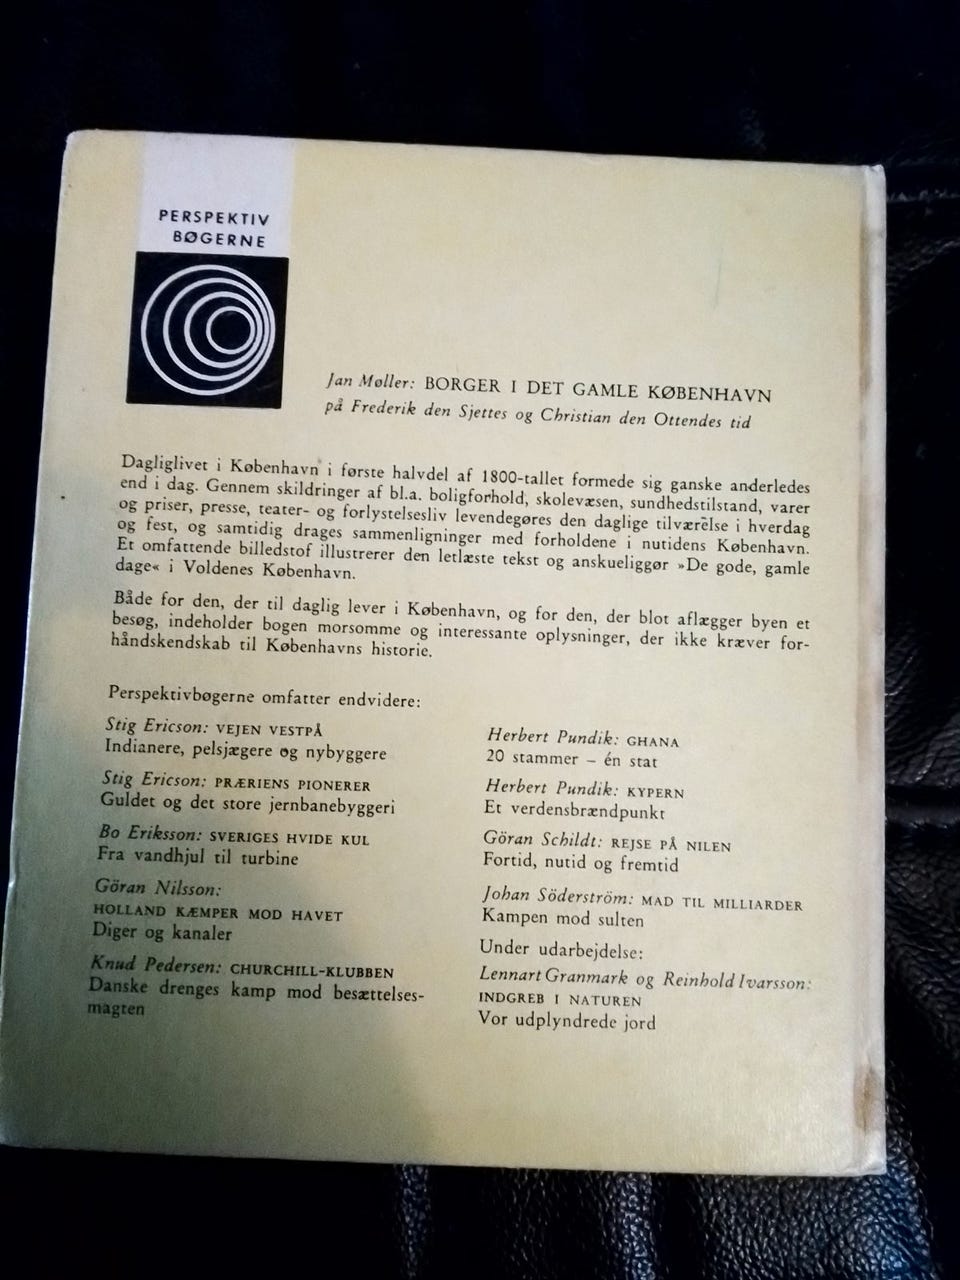 PERSPEKTIV
BØGERNE
Jan Møller: BORGER I DET GAMLE KØBENHAVN
på Frederik den Sjettes og Christian den Ottendes tid
Dagliglivet i København i første halvdel af 1800-tallet formede sig ganske anderledes
end i dag. Gennem skildringer af bl.a. boligforhold, skolevæsen, sundhedstilstand, varer
og priser, presse, teater- og forlystelsesliv levendegøres den daglige tilværelse i hverdag
og fest, og samtidig drages sammenligninger med forholdene i nutidens København.
Et omfattende billedstof illustrerer den letlæste tekst og anskueliggør »De gode, gamle
dage« i Voldenes København.
Både for den, der til daglig lever i København, og for den, der blot aflægger byen et
besøg, indeholder bogen morsomme og interessante oplysninger, der ikke kræver for-
håndskendskab til Københavns historie.
Perspektivbøgerne omfatter endvidere:
Stig Ericson: VEJEN VESTPÅ
Indianere, pelsjægere og nybyggere
Stig Ericson: PRÆRIENS PIONERER
Guldet og det store jernbanebyggeri
Bo Eriksson: SVERIGES HVIDE KUL
Fra vandhjul til turbine
Göran Nilsson:
HOLLAND KÆMPER MOD HAVET
Diger og kanaler
Knud Pedersen: CHURCHILL-KLUBBEN
Danske drenges kamp mod besættelses-
magten
Herbert Pundik: GHANA
20 stammer – én stat
Herbert Pundik: KYPERN
Et verdensbrændpunkt
Göran Schildt: REJSE PÅ NILEN
Fortid, nutid og fremtid
Johan Söderström: MAD TIL MILLIARDER
Kampen mod sulten
Under udarbejdelse:
Lennart Granmark og Reinhold Ivarsson:
INDGREB I NATUREN
Vor udplyndrede jord